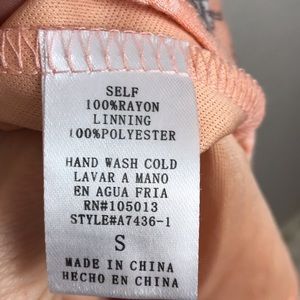 SELF
100%RAYON
LINNING
100%POLYESTER
HAND WASH COLD
LAVAR A MANO
EN AGUA FRIA
RN#105013
STYLE#A7436-1
S
MADE IN CHINA
HECHO EN CHINA